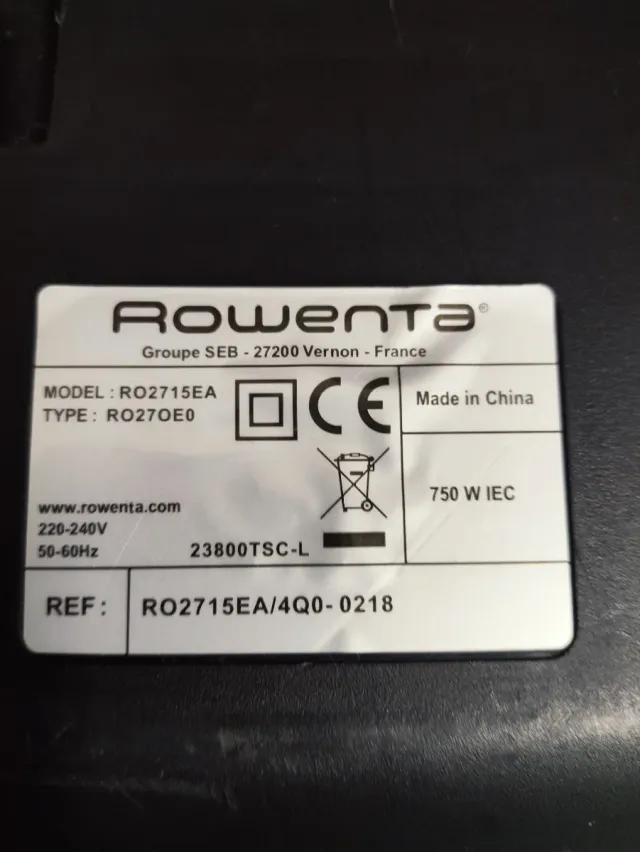 Rowenta®
Groupe SEB - 27200 Vernon - France
MODEL : RO2715EA
TYPE : RO27OE0
CE
Made in China
750 W IEC
www.rowenta.com
220-240V
50-60Hz
23800TSC-L
REF : RO2715EA/4Q0- 0218